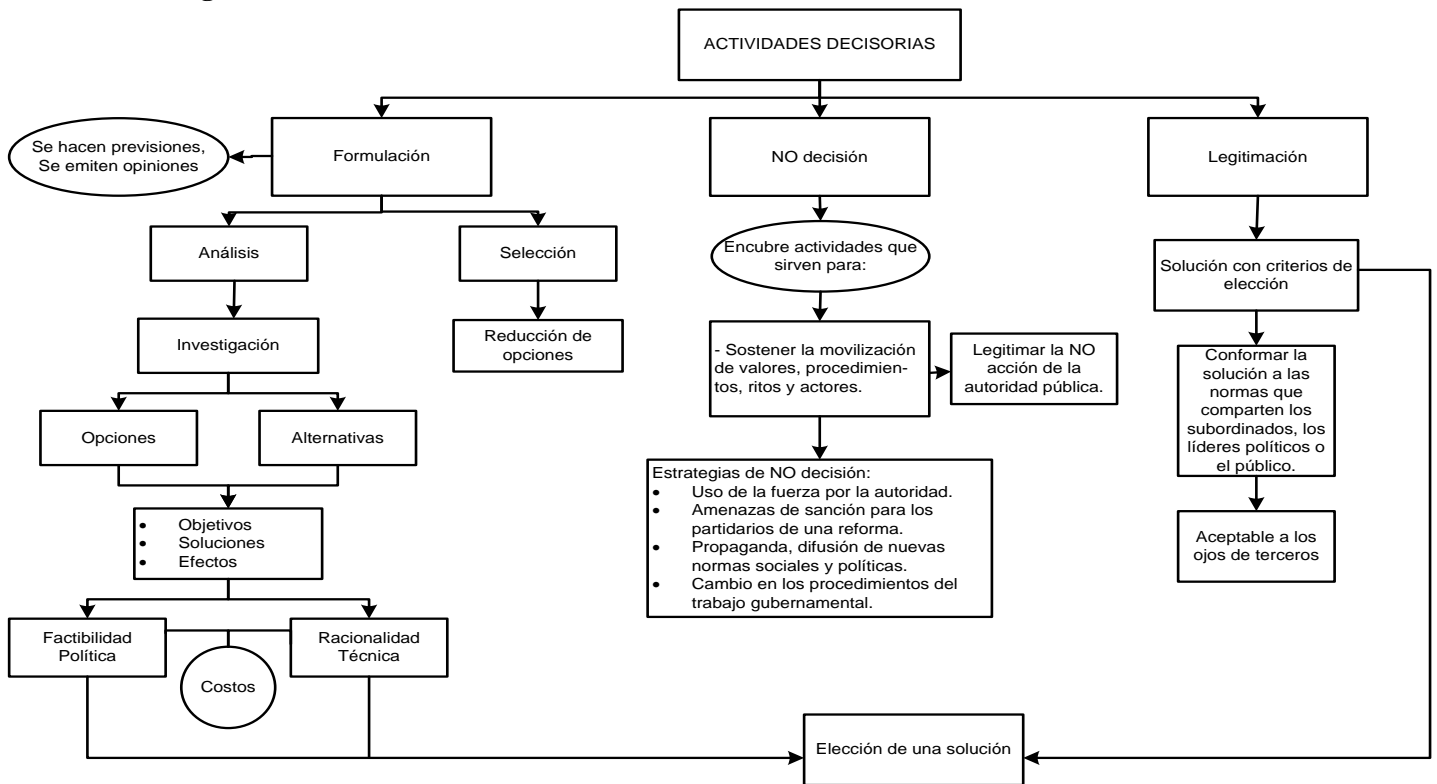 ACTIVIDADES DECISORIAS
Se hacen previsiones,
Se emiten opiniones
Formulación
NO decisión
Legitimación
Análisis
Selección
Encubre actividades que
sirven para:
Solución con criterios de
elección
Investigación
Reducción de
opciones
- Sostener la movilización
de valores, procedimien-
tos, ritos y actores.
Legitimar la NO
acción de la
autoridad pública.
Conformar la
solución a las
normas que
comparten los
subordinados, los
líderes políticos o
el público.
Opciones
Alternativas
Estrategias de NO decisión:
• Uso de la fuerza por la autoridad.
• Amenazas de sanción para los
partidarios de una reforma.
• Propaganda, difusión de nuevas
normas sociales y políticas.
• Cambio en los procedimientos del
trabajo gubernamental.
• Objetivos
• Soluciones
• Efectos
Aceptable a los
ojos de terceros
Factibilidad
Política
Costos
Racionalidad
Técnica
Elección de una solución